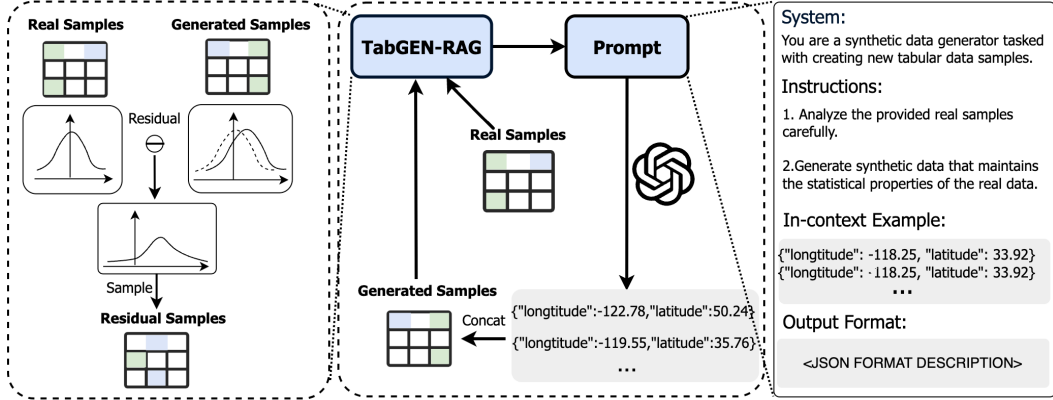 Real Samples
Generated Samples
Residual
Sample
Residual Samples
TabGEN-RAG
Prompt
Real Samples
Generated Samples
Concat
{"longtitude":-122.78,"latitude":50.24}
{"longtitude":-119.55,"latitude":35.76}
...
System:
You are a synthetic data generator tasked
with creating new tabular data samples.
Instructions:
1. Analyze the provided real samples
carefully.
2.Generate synthetic data that maintains
the statistical properties of the real data.
In-context Example:
{"longtitude": -118.25, "latitude": 33.92}
{"longtitude": -118.25, "latitude": 33.92}
...
Output Format:
<JSON FORMAT DESCRIPTION>